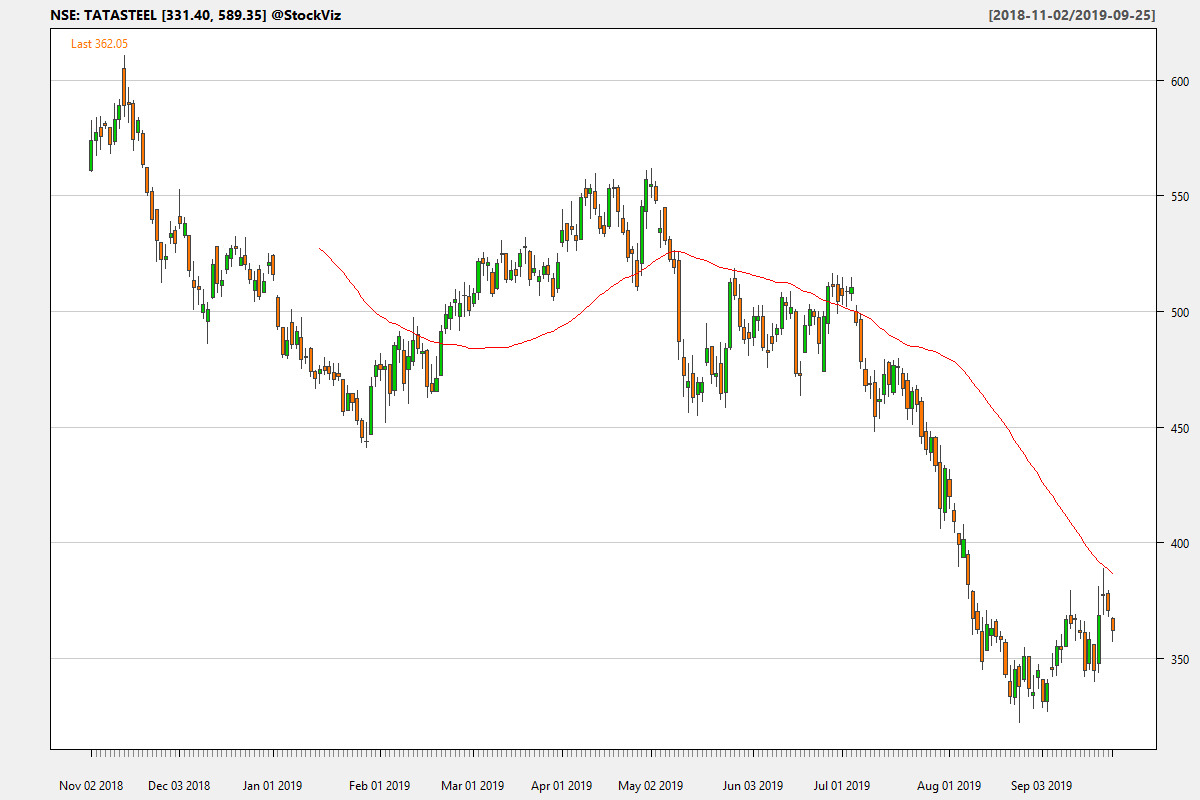 NSE: TATASTEEL [331.40, 589.35] @StockViz
[2018-11-02/2019-09-25]
Last 362.05
600
550
500
450
400
350
Nov 02 2018 Dec 03 2018 Jan 01 2019 Feb 01 2019 Mar 01 2019 Apr 01 2019 May 02 2019 Jun 03 2019 Jul 01 2019 Aug 01 2019 Sep 03 2019